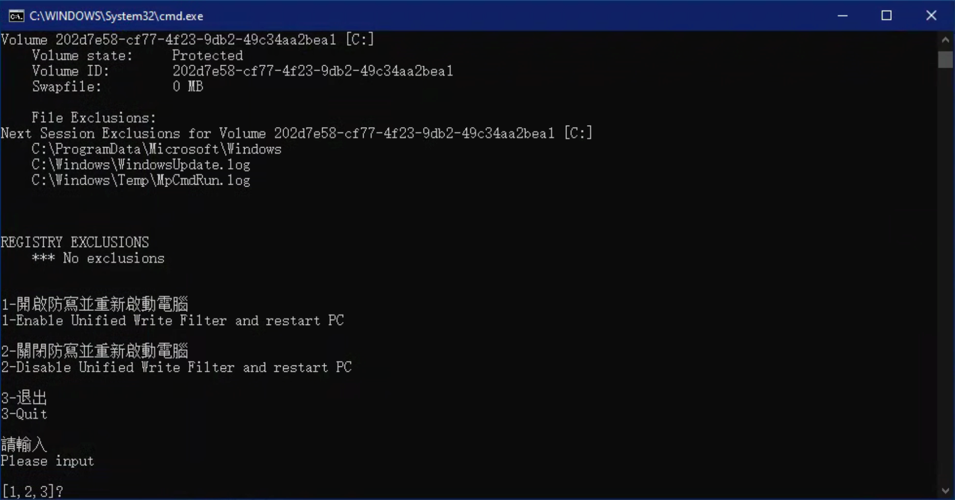 C:\WINDOWS\System32\cmd.exe
Volume 202d7e58-cf77-4f23-9db2-49c34aa2bea1 [C:]
Volume state: Protected
Volume ID: 202d7e58-cf77-4f23-9db2-49c34aa2bea1
Swapfile: 0 MB
File Exclusions:
Next Session Exclusions for Volume 202d7e58-cf77-4f23-9db2-49c34aa2bea1 [C:]
C:\ProgramData\Microsoft\Windows
C:\Windows\WindowsUpdate.log
C:\Windows\Temp\MpCmdRun.log
REGISTRY EXCLUSIONS
*** No exclusions
1-開啟防寫並重新啟動電腦
1-Enable Unified Write Filter and restart PC
2-關閉防寫並重新啟動電腦
2-Disable Unified Write Filter and restart PC
3-退出
3-Quit
請輸入
Please input
[1,2,3]?